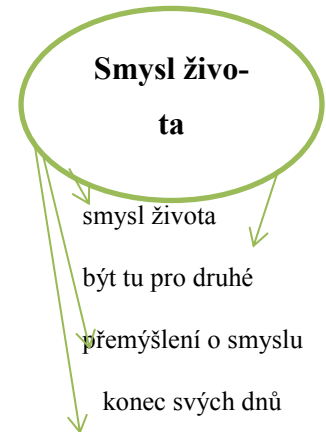 Smysl živo-
ta
smysl života
být tu pro druhé
přemýšlení o smyslu
konec svých dnů